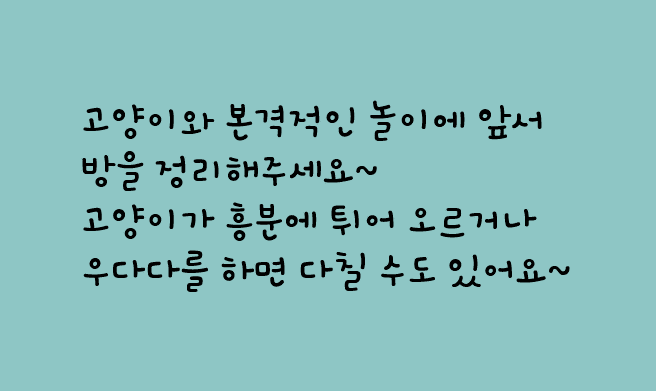 고양이와 본격적인 놀이에 앞서
방을 정리해주세요~
고양이가 흥분에 튀어 오르거나
우다다를 하면 다칠 수도 있어요~